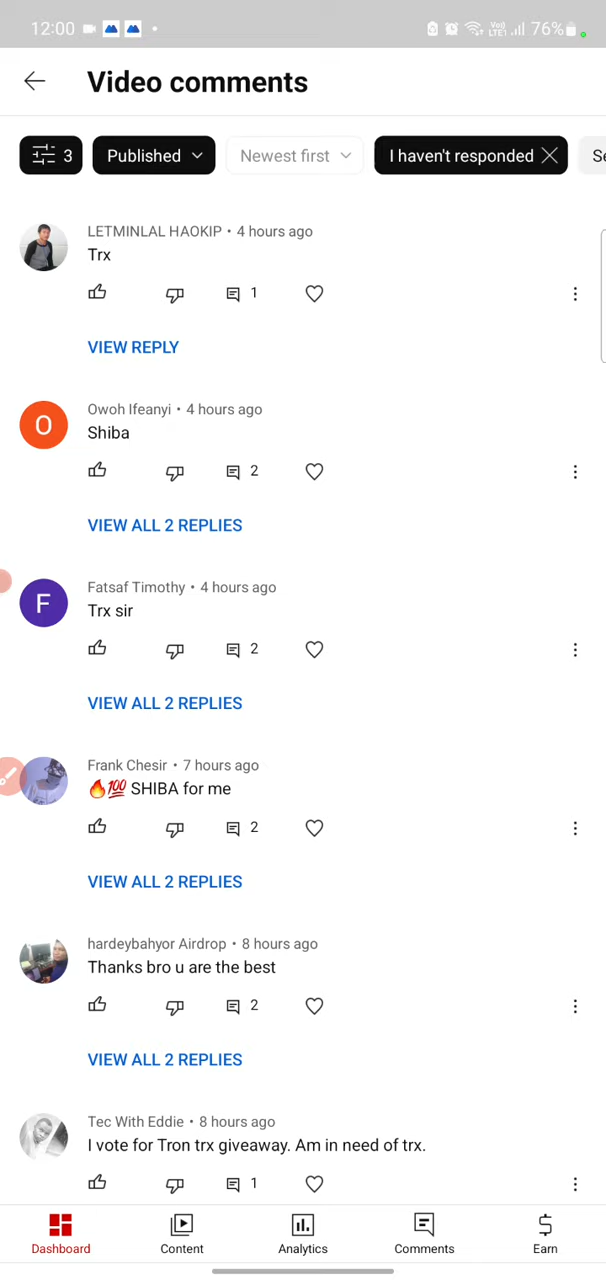 12:00 76%
Video comments
3 Published Newest first I haven't responded
LETMINLAL HAOKIP • 4 hours ago
Trx
1
VIEW REPLY
O
Owoh Ifeanyi • 4 hours ago
Shiba
2
VIEW ALL 2 REPLIES
F
Fatsaf Timothy • 4 hours ago
Trx sir
2
VIEW ALL 2 REPLIES
Frank Chesir • 7 hours ago
🔥💯 SHIBA for me
2
VIEW ALL 2 REPLIES
hardeybahyor Airdrop • 8 hours ago
Thanks bro u are the best
2
VIEW ALL 2 REPLIES
Tec With Eddie • 8 hours ago
I vote for Tron trx giveaway. Am in need of trx.
1
Dashboard Content Analytics Comments Earn